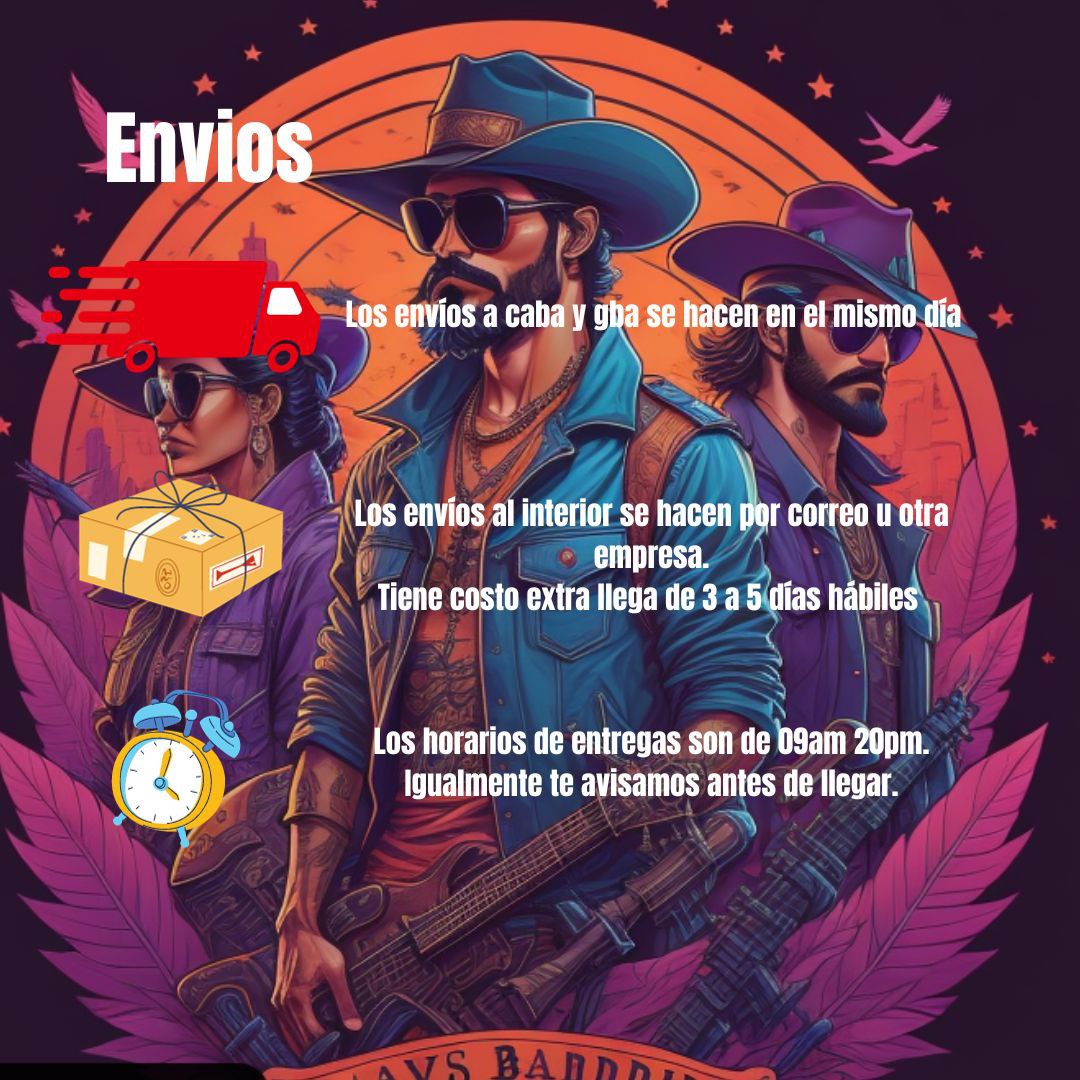 Envios
Los envíos a caba y gba se hacen en el mismo día
Los envíos al interior se hacen por correo u otra
empresa.
Tiene costo extra llega de 3 a 5 días hábiles
Los horarios de entregas son de 09am 20pm.
Igualmente te avisamos antes de llegar.